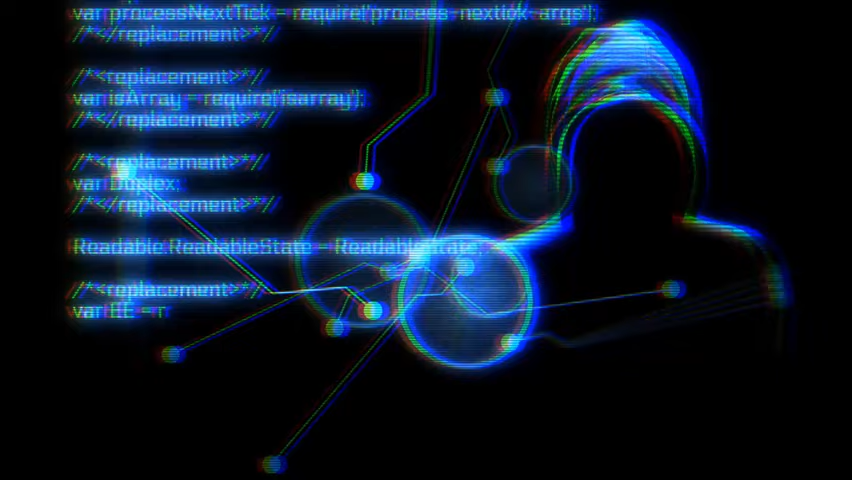 var processNextTick = require('process-nextick-args');
/*</replacement>*/
/*<replacement>*/
var isArray = require('isarray');
/*</replacement>*/
/*<replacement>*/
var Duplex;
/*</replacement>*/
Readable.ReadableState = ReadableState;
/*<replacement>*/
var EE = r